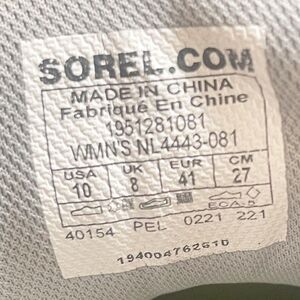 SOREL.COM
MADE IN CHINA
Fabriqué En Chine
1951281081
WMN'S NL4443-081
USA UK EUR CM
10 8 41 27
40154 PEL 0221 221